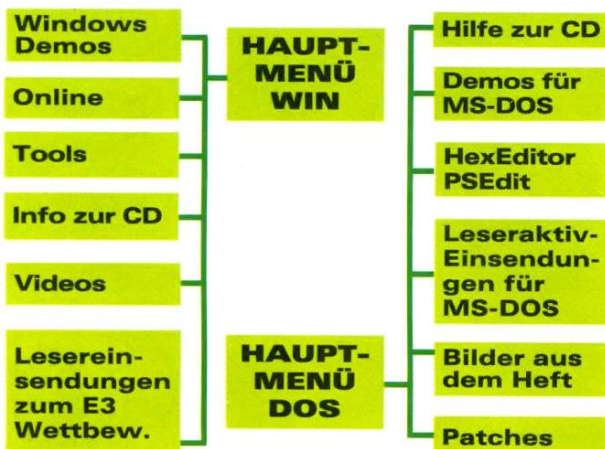 Windows
Demos
Online
Tools
Info zur CD
Videos
Leserein-
sendungen
zum E3
Wettbew.
HAUPT-
MENÜ
WIN
HAUPT-
MENÜ
DOS
Hilfe zur CD
Demos für
MS-DOS
HexEditor
PSEdit
Leseraktiv-
Einsendun-
gen für
MS-DOS
Bilder aus
dem Heft
Patches